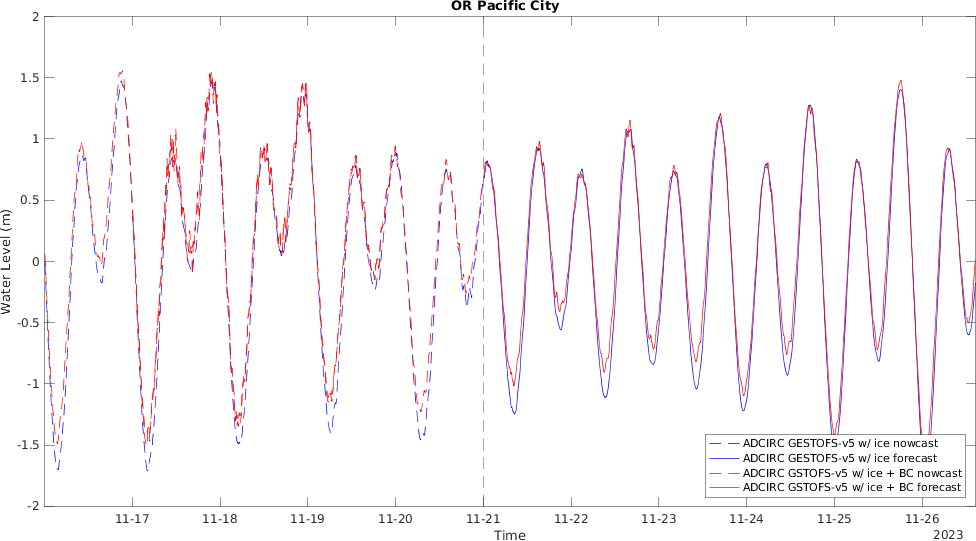 OR Pacific City
2
1.5
1
0.5
0
-0.5
-1
-1.5
-2
Water Level (m)
ADCIRC GESTOFS-v5 w/ ice nowcast
ADCIRC GESTOFS-v5 w/ ice forecast
ADCIRC GSTOFS-v5 w/ ice + BC nowcast
ADCIRC GSTOFS-v5 w/ ice + BC forecast
11-17 11-18 11-19 11-20 11-21 11-22 11-23 11-24 11-25 11-26
Time
2023